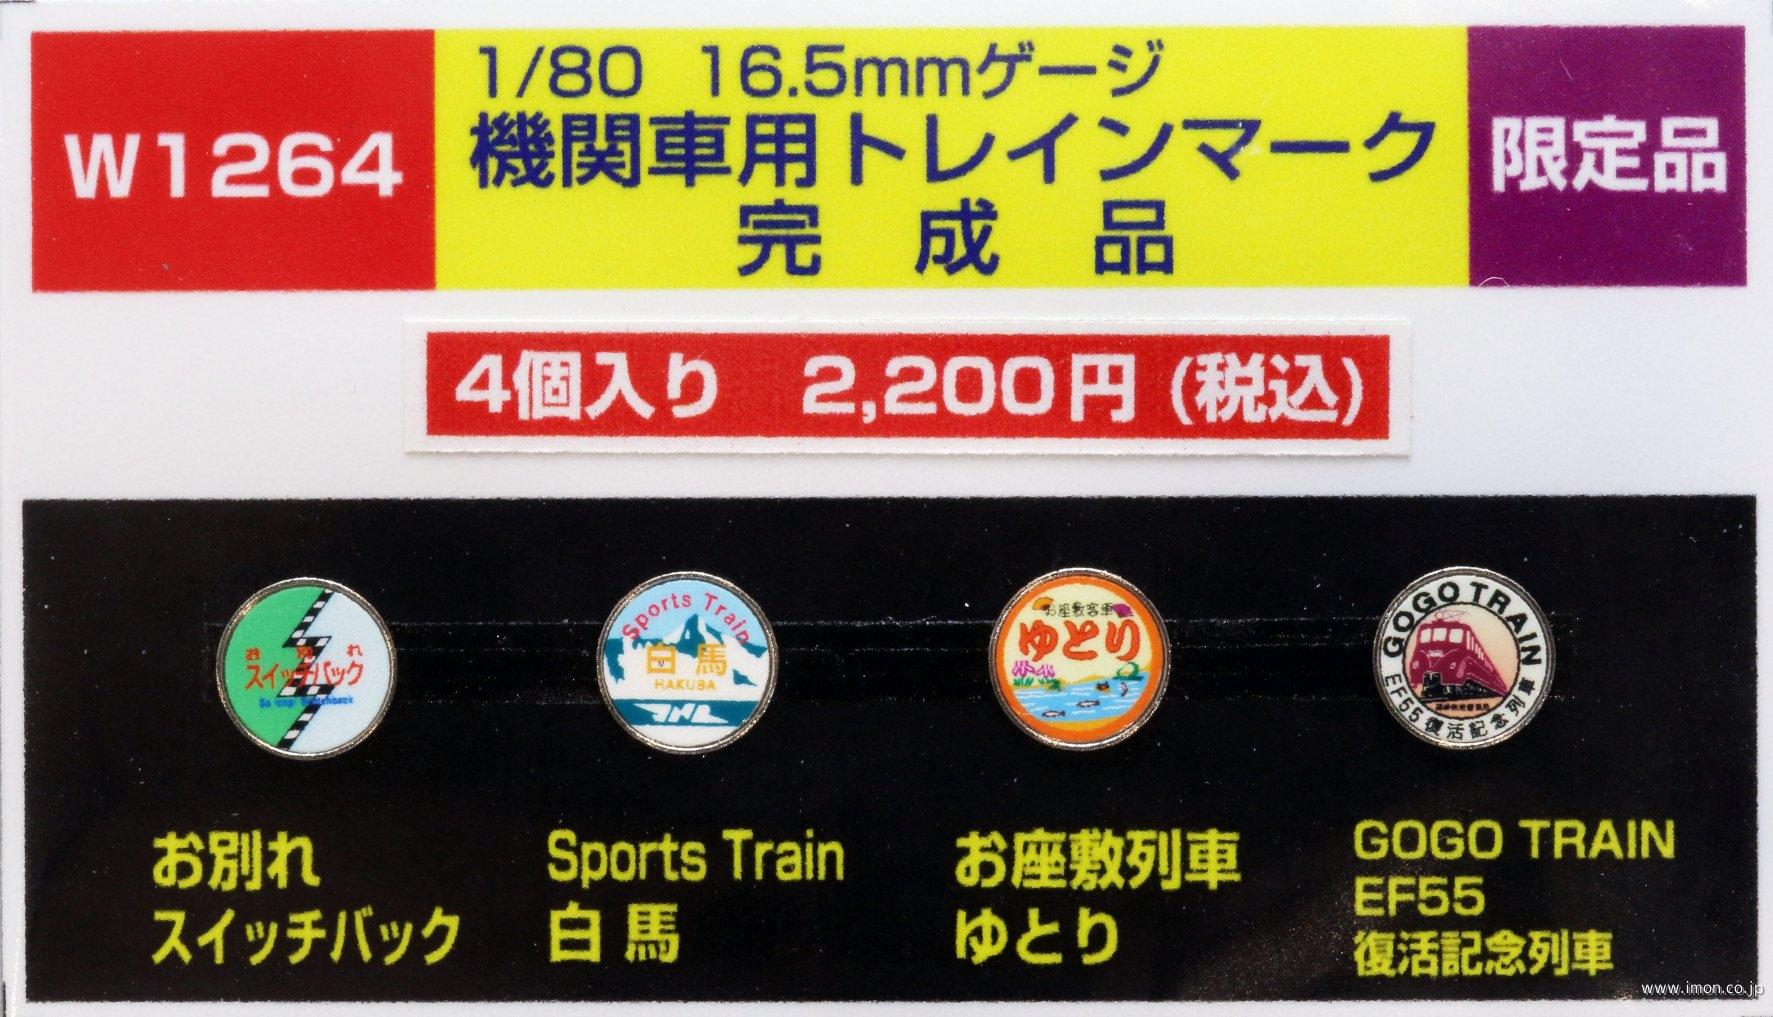 W1264
1/80 16.5mmゲージ
機関車用トレインマーク
完成品
限定品
4個入り 2,200円 (税込)
お別れ
スイッチバック
Sports Train
白馬
HAKUBA
JNR
お座敷客車
ゆとり
GOGO TRAIN
EF55 復活記念列車
お別れ
スイッチバック
Sports Train
白馬
お座敷列車
ゆとり
GOGO TRAIN
EF55
復活記念列車
www.imon.co.jp